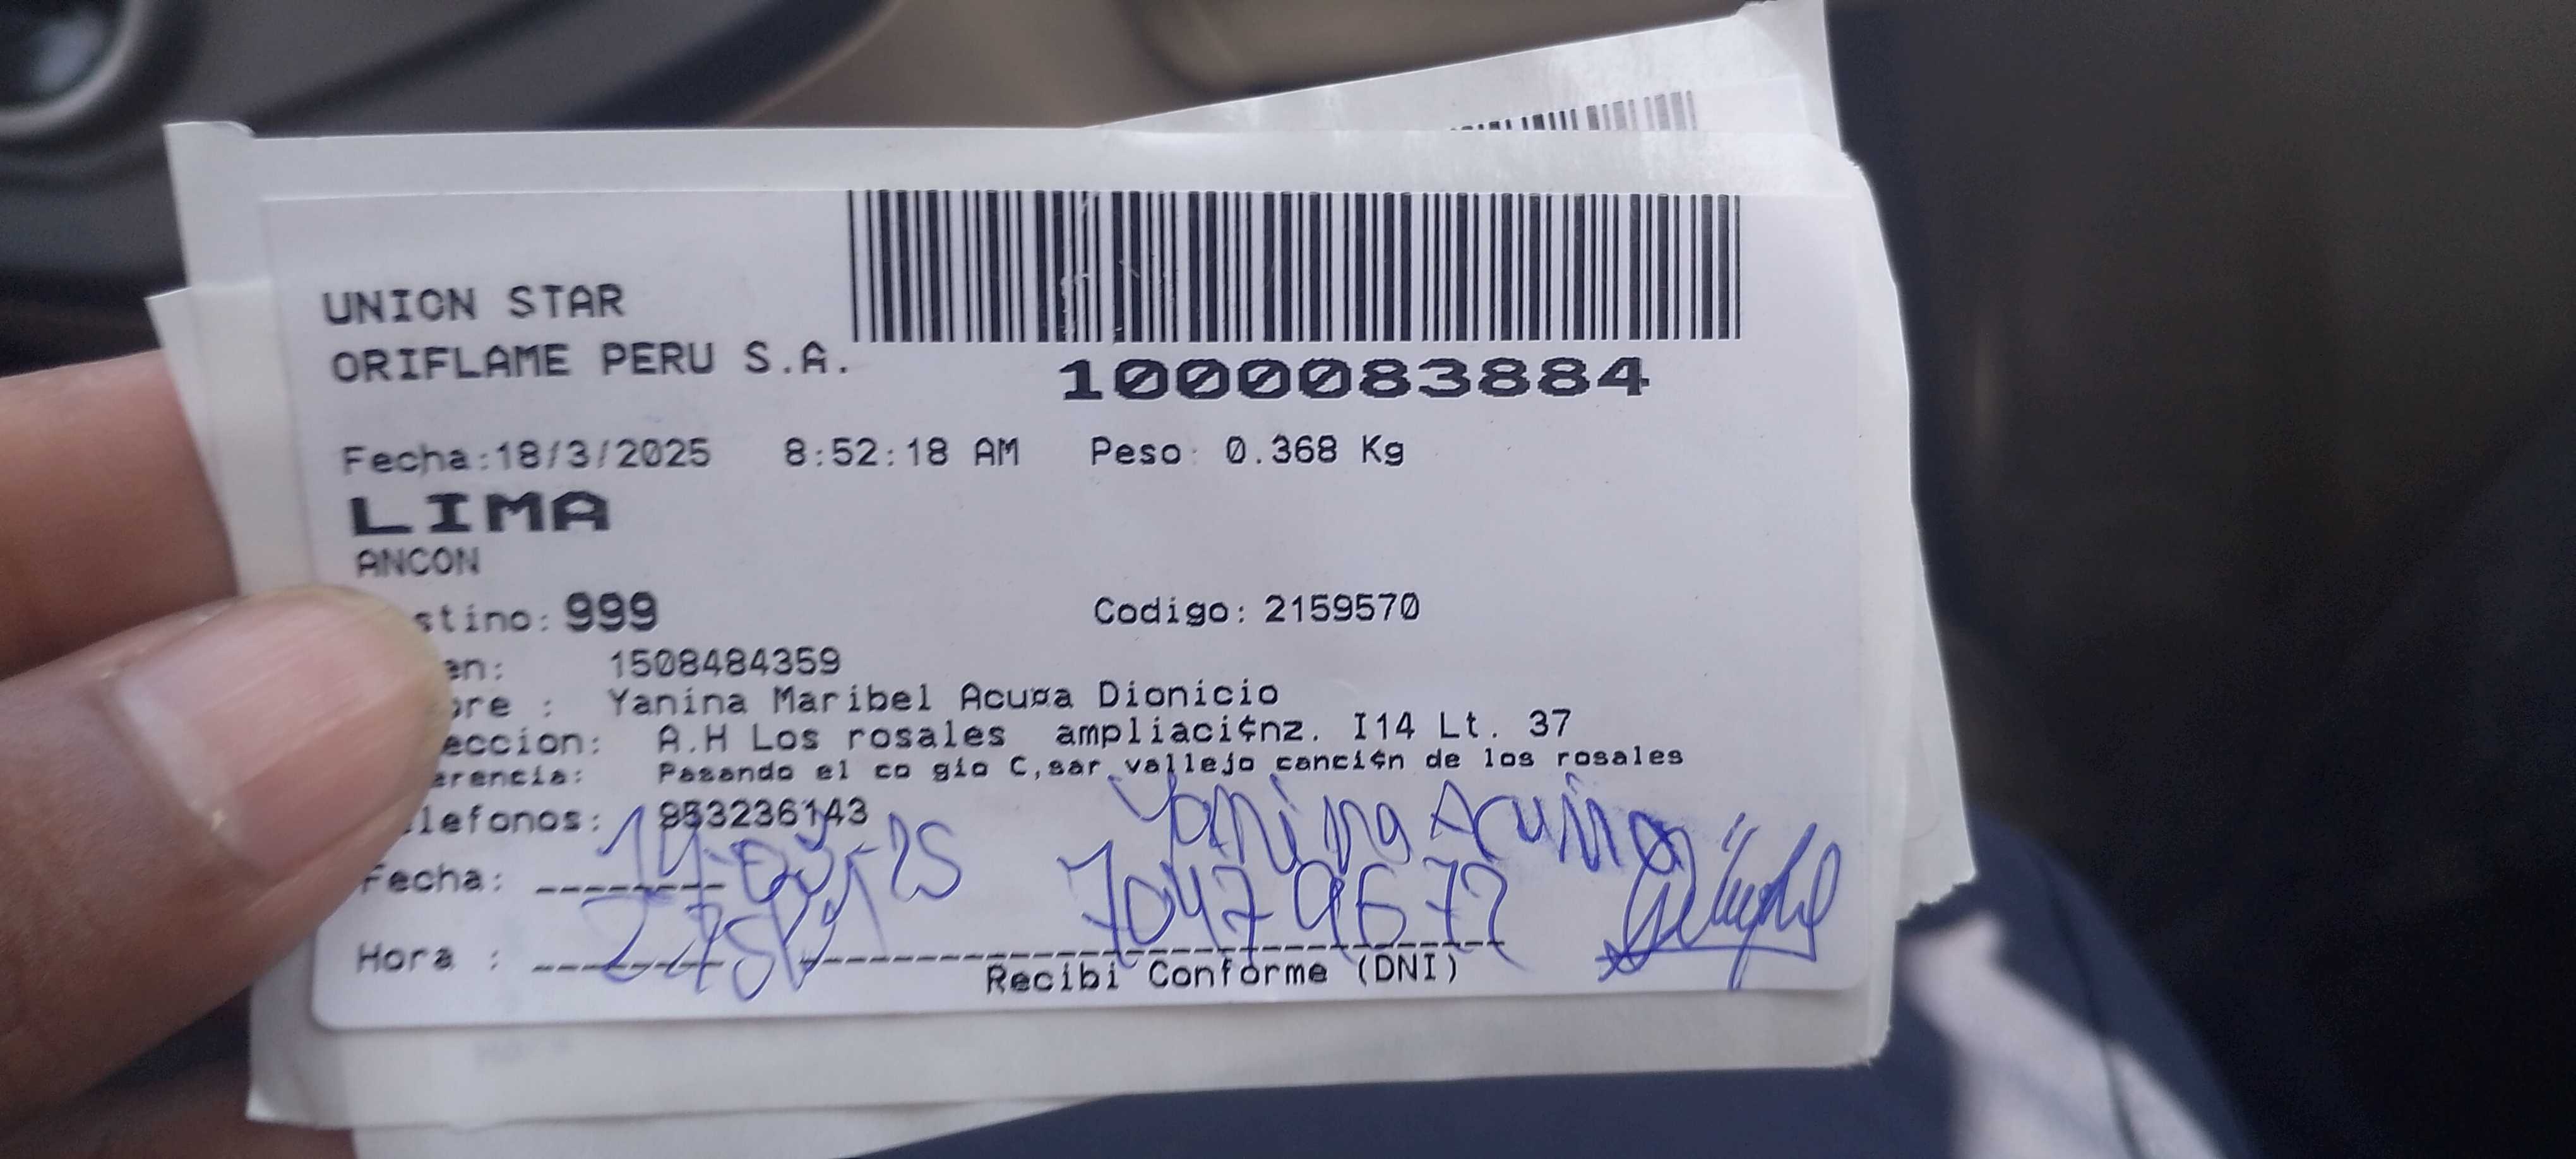 UNION STAR
ORIFLAME PERU S.A.
1000083884
Fecha:18/3/2025 8:52:18 AM Peso: 0.368 Kg
LIMA
ANCON
stino: 999 Codigo: 2159570
en: 1508484359
bre : Yanina Maribel Acu¤a Dionicio
eccion: A.H Los rosales ampliaci¢nz. I14 Lt. 37
erencia: Pasando el co gio C,sar vallejo canci¢n de los rosales
lefonos: 953236143
Yanina Acuña
Fecha: 19-03-25
70479672
Hora :
Recibi Conforme (DNI)